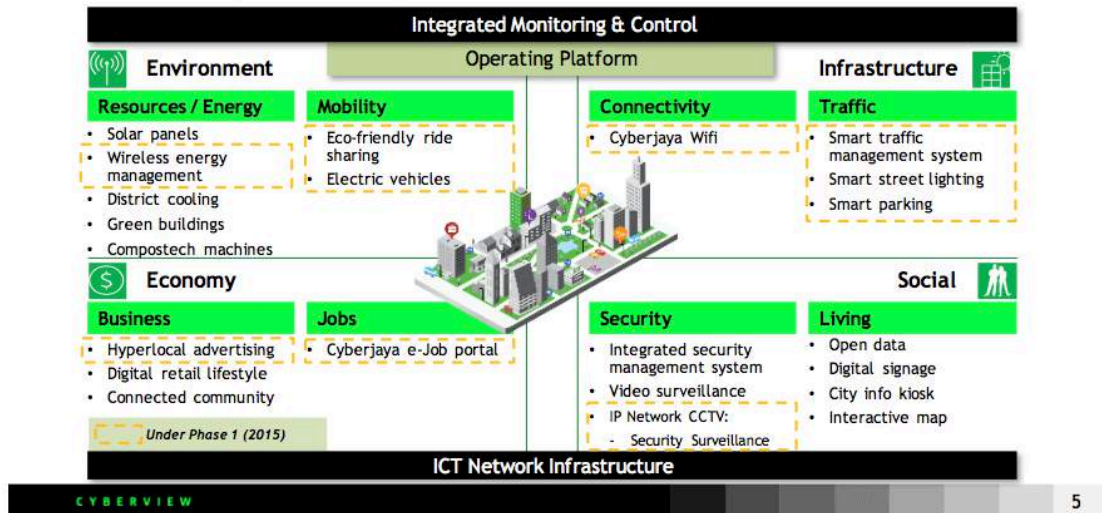 Integrated Monitoring & Control
Operating Platform
Environment
Resources / Energy
• Solar panels
• Wireless energy
management
• District cooling
• Green buildings
• Compostech machines
Mobility
• Eco-friendly ride
sharing
• Electric vehicles
Infrastructure
Connectivity
• Cyberjaya Wifi
Traffic
• Smart traffic
management system
• Smart street lighting
• Smart parking
Economy
Business
• Hyperlocal advertising
• Digital retail lifestyle
• Connected community
Jobs
• Cyberjaya e-Job portal
Social
Security
• Integrated security
management system
• Video surveillance
• IP Network CCTV:
- Security Surveillance
Living
• Open data
• Digital signage
• City info kiosk
• Interactive map
Under Phase 1 (2015)
ICT Network Infrastructure
CYBERVIEW
5